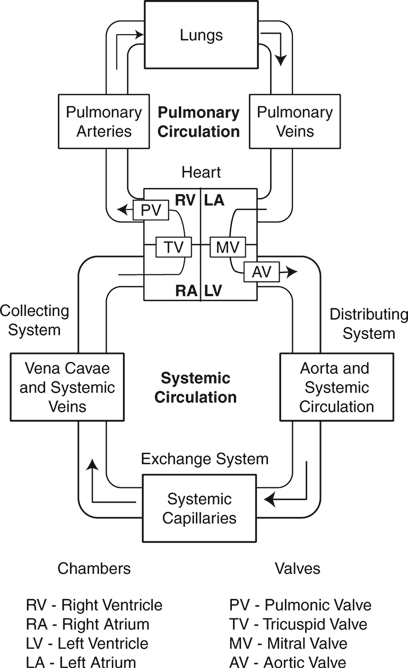 Lungs
Pulmonary
Arteries
Pulmonary
Circulation
Pulmonary
Veins
Heart
RV
LA
PV
TV
MV
AV
RA
LV
Collecting
System
Distributing
System
Vena Cavae
and Systemic
Veins
Systemic
Circulation
Aorta and
Systemic
Circulation
Exchange System
Systemic
Capillaries
Chambers
RV - Right Ventricle
RA - Right Atrium
LV - Left Ventricle
LA - Left Atrium
Valves
PV - Pulmonic Valve
TV - Tricuspid Valve
MV - Mitral Valve
AV - Aortic Valve